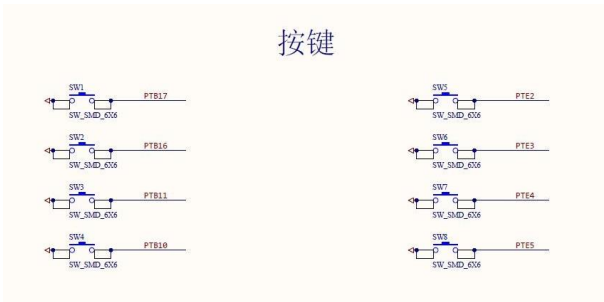 按键
SW1
PTB17
SW_SMD_6X6
SW2
PTB16
SW_SMD_6X6
SW3
PTB11
SW_SMD_6X6
SW4
PTB10
SW_SMD_6X6
SW5
PTE2
SW_SMD_6X6
SW6
PTE3
SW_SMD_6X6
SW7
PTE4
SW_SMD_6X6
SW8
PTE5
SW_SMD_6X6